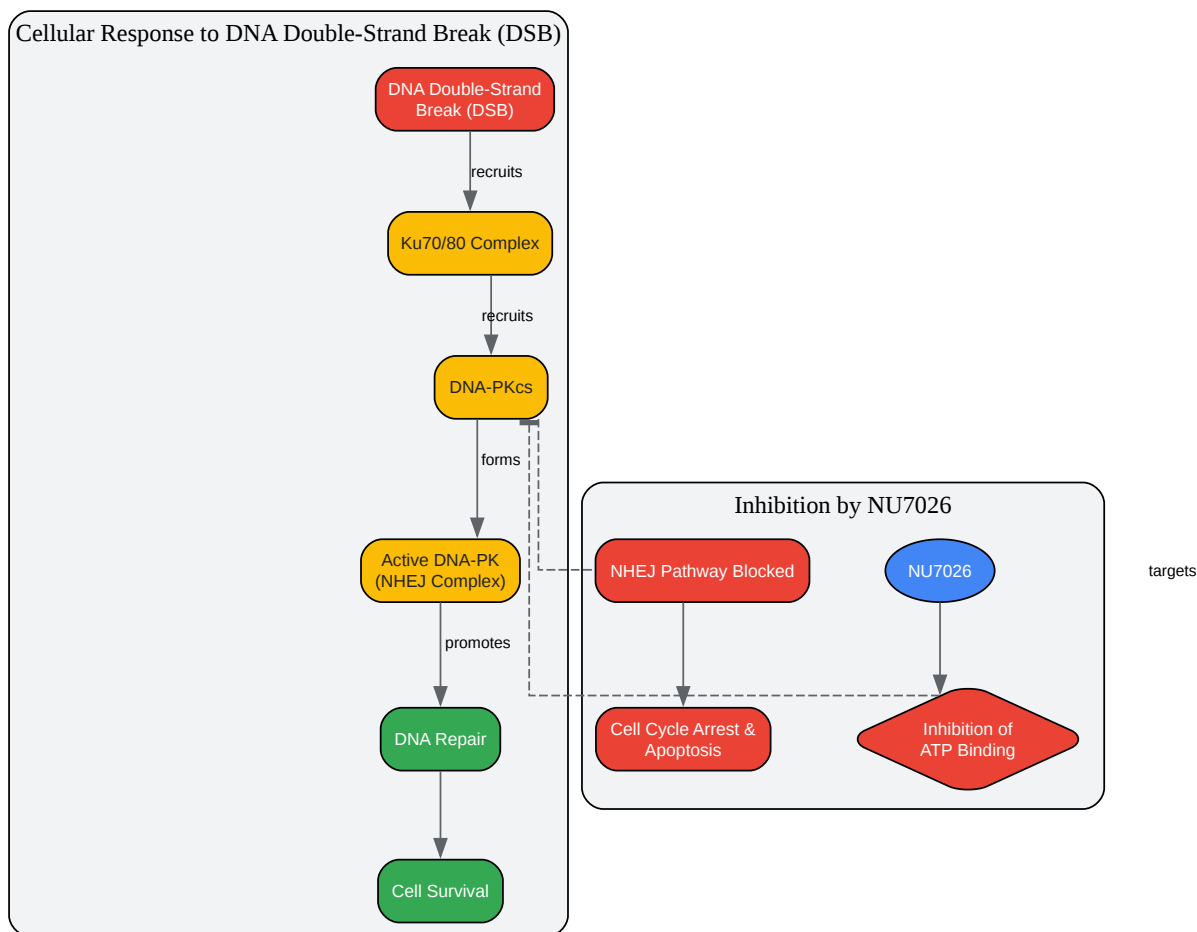 Cellular Response to DNA Double-Strand Break (DSB)
DNA Double-Strand
Break (DSB)
recruits
Ku70/80 Complex
recruits
DNA-PKcs
forms
Active DNA-PK
(NHEJ Complex)
promotes
DNA Repair
Cell Survival
Inhibition by NU7026
NHEJ Pathway Blocked
NU7026
targets
Cell Cycle Arrest &
Apoptosis
Inhibition of
ATP Binding